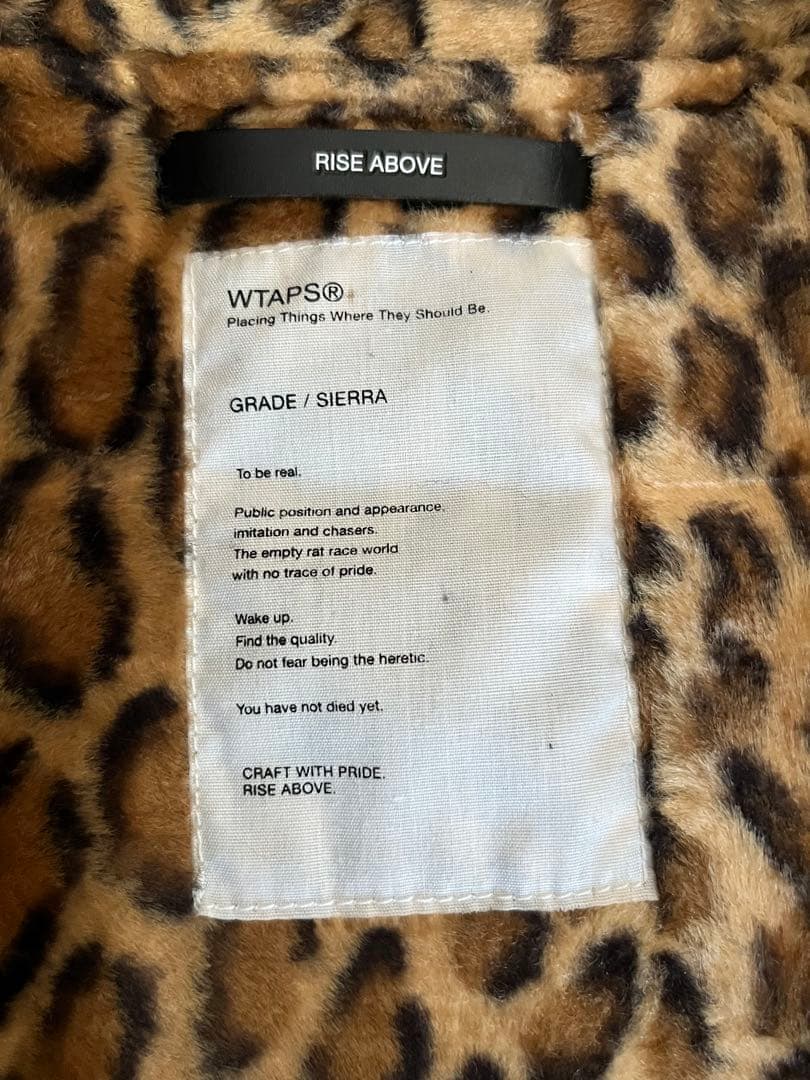 RISE ABOVE
WTAPS®
Placing Things Where They Should Be.
GRADE / SIERRA
To be real.
Public position and appearance,
imitation and chasers.
The empty rat race world
with no trace of pride.
Wake up.
Find the quality.
Do not fear being the heretic.
You have not died yet.
CRAFT WITH PRIDE.
RISE ABOVE.